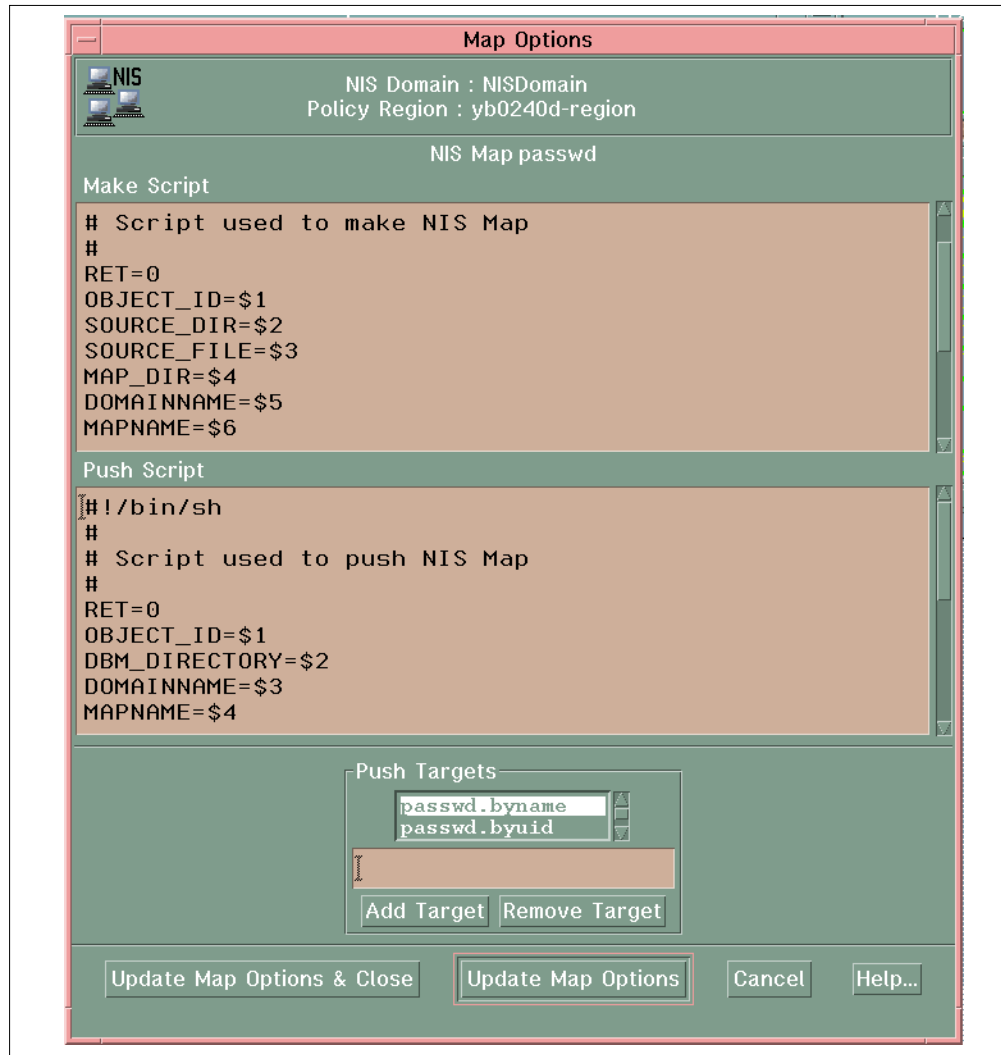 Map Options
NIS
NIS Domain : NISDomain
Policy Region : yb0240d-region
NIS Map passwd
Make Script
# Script used to make NIS Map
#
RET=0
OBJECT_ID=$1
SOURCE_DIR=$2
SOURCE_FILE=$3
MAP_DIR=$4
DOMAINNAME=$5
MAPNAME=$6
Push Script
#!/bin/sh
#
# Script used to push NIS Map
#
RET=0
OBJECT_ID=$1
DBM_DIRECTORY=$2
DOMAINNAME=$3
MAPNAME=$4
Push Targets
passwd.byname
passwd.byuid
Add Target Remove Target
Update Map Options & Close Update Map Options Cancel Help...